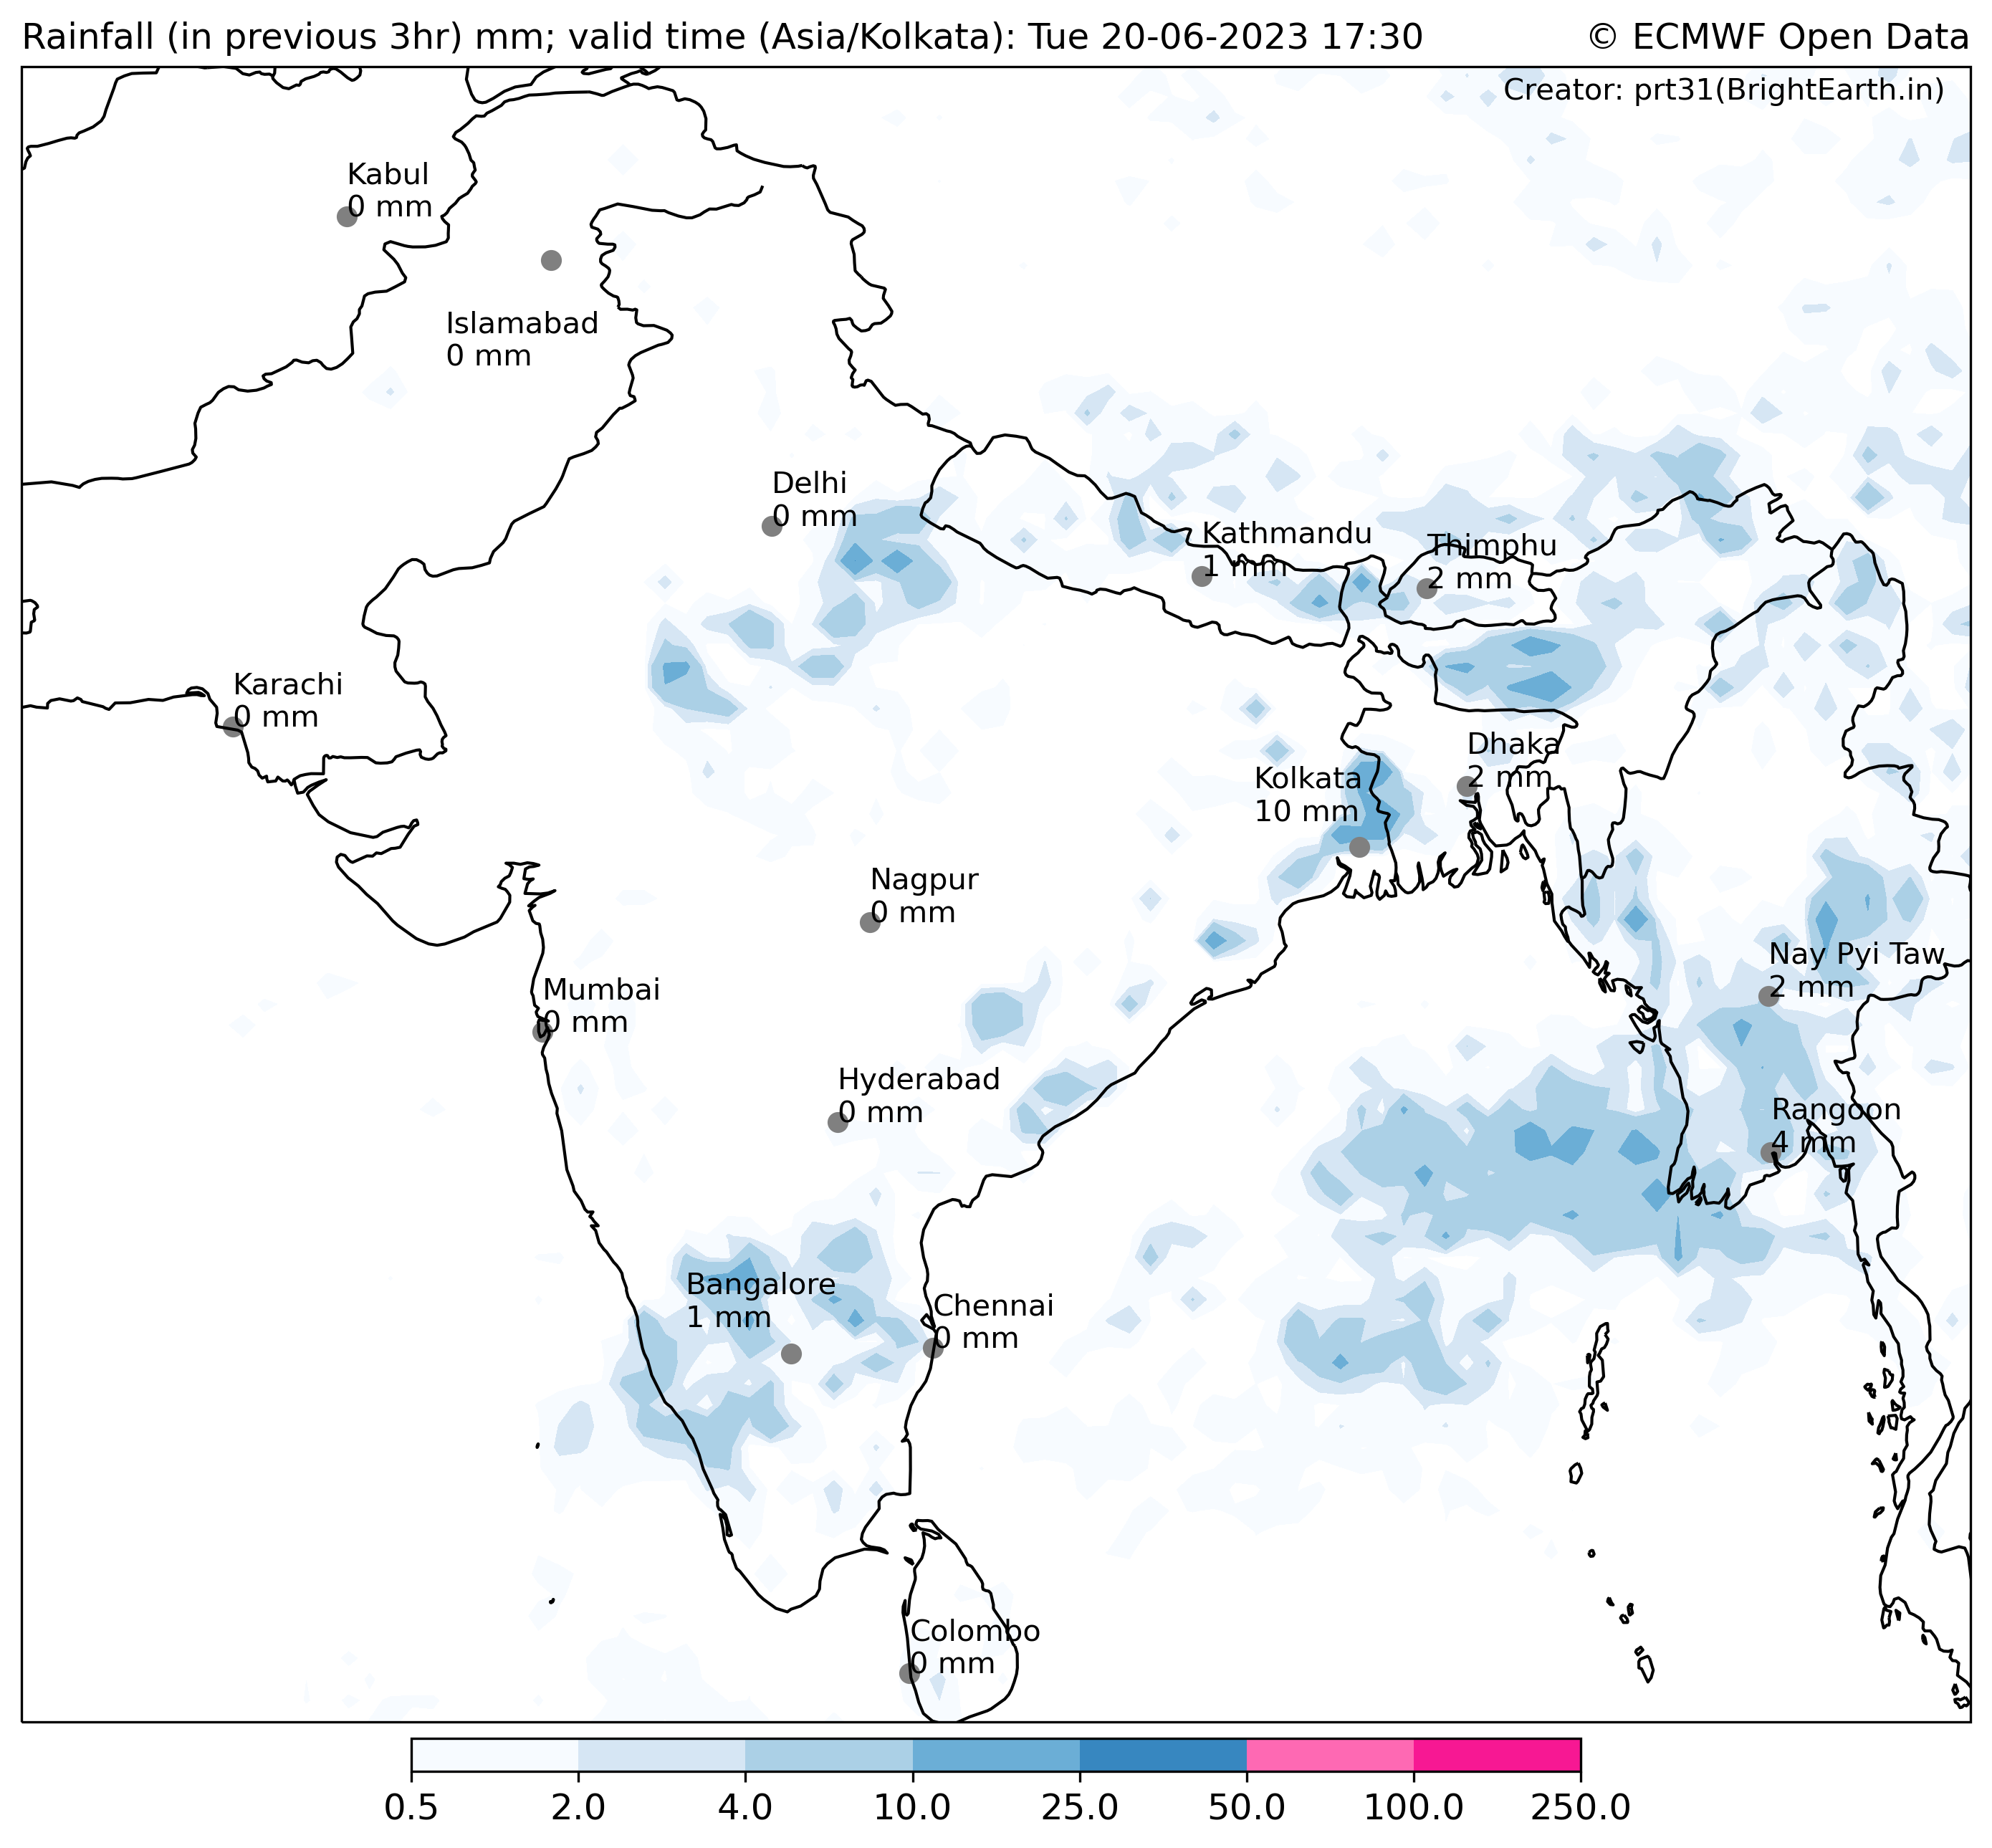 Rainfall (in previous 3hr) mm; valid time (Asia/Kolkata): Tue 20-06-2023 17:30
© ECMWF Open Data
Creator: prt31(BrightEarth.in)
Kabul
0 mm
Islamabad
0 mm
Delhi
0 mm
Kathmandu
1 mm
Thimphu
2 mm
Karachi
0 mm
Dhaka
2 mm
Kolkata
10 mm
Nagpur
0 mm
Nay Pyi Taw
2 mm
Mumbai
0 mm
Hyderabad
0 mm
Rangoon
4 mm
Bangalore
1 mm
Chennai
0 mm
Colombo
0 mm
0.5 2.0 4.0 10.0 25.0 50.0 100.0 250.0